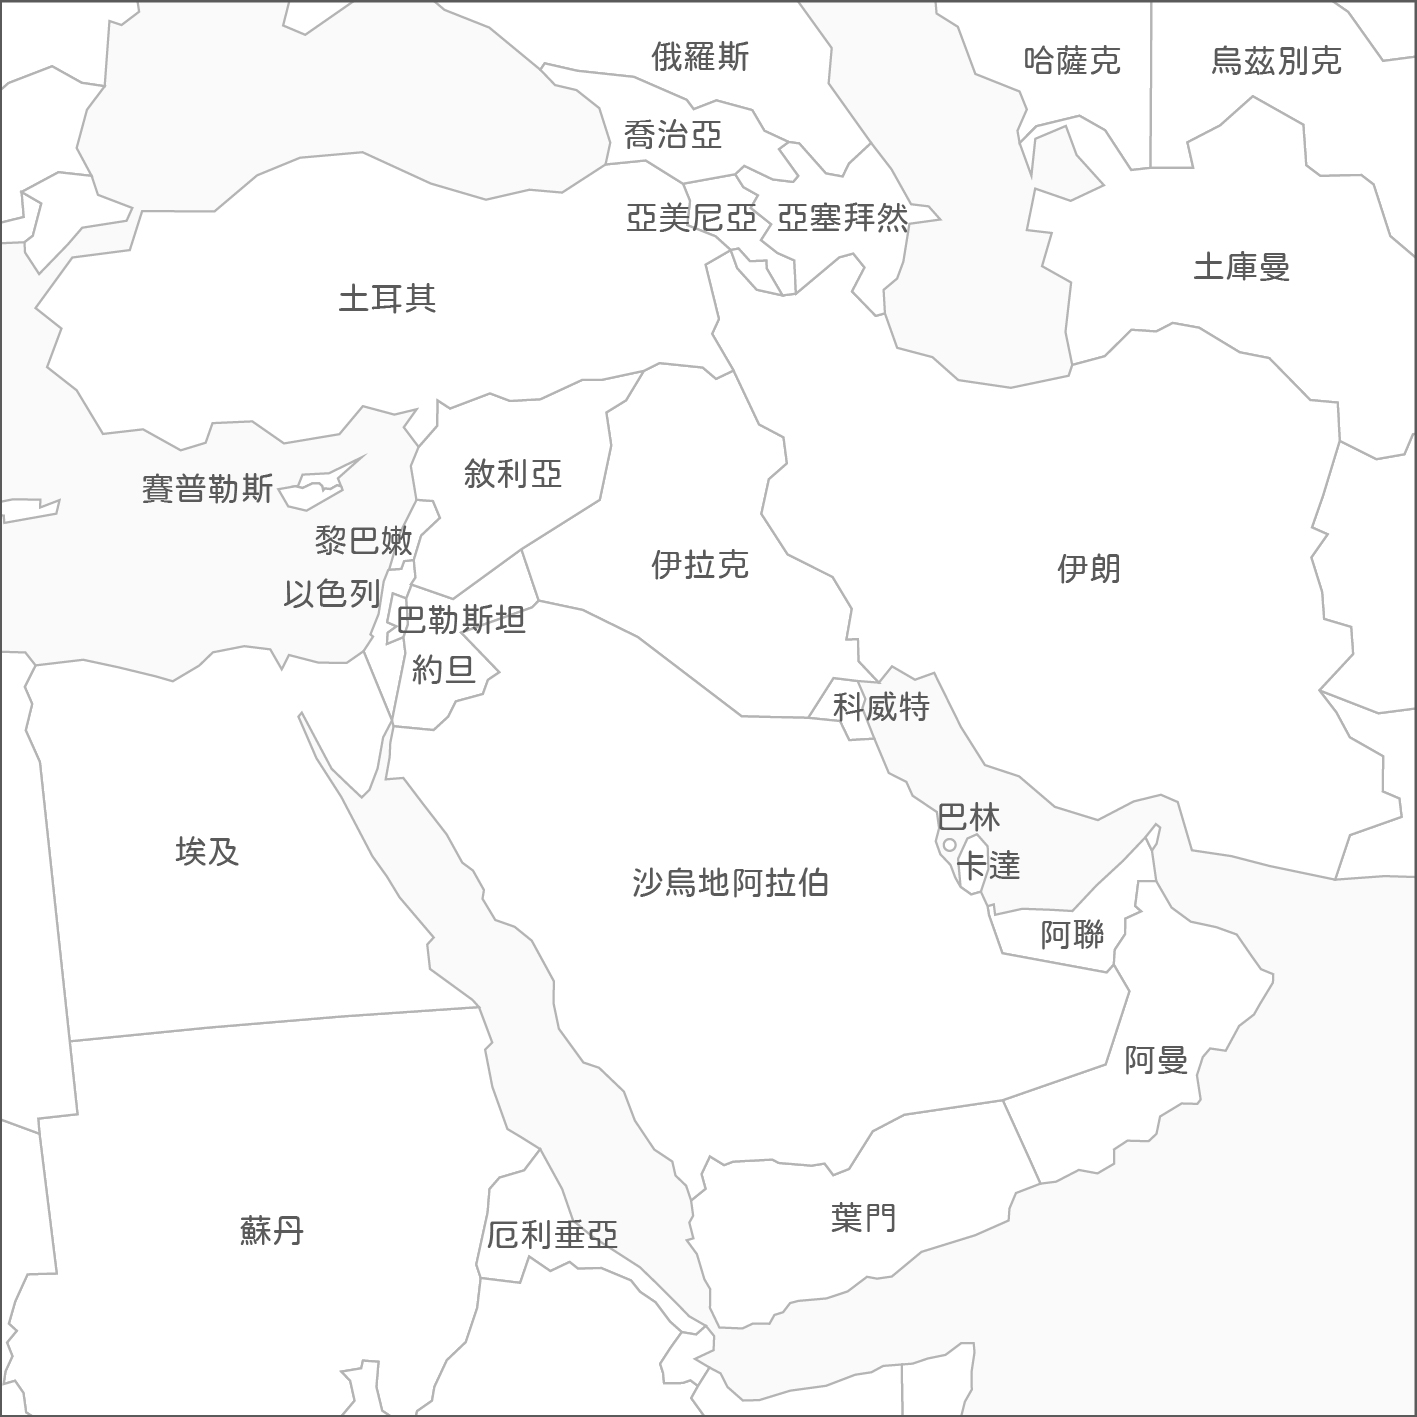 俄羅斯
哈薩克
烏茲別克
喬治亞
亞美尼亞
亞塞拜然
土庫曼
土耳其
敘利亞
賽普勒斯
黎巴嫩
伊拉克
伊朗
以色列
巴勒斯坦
約旦
科威特
巴林
埃及
卡達
沙烏地阿拉伯
阿聯
阿曼
葉門
蘇丹
厄利垂亞